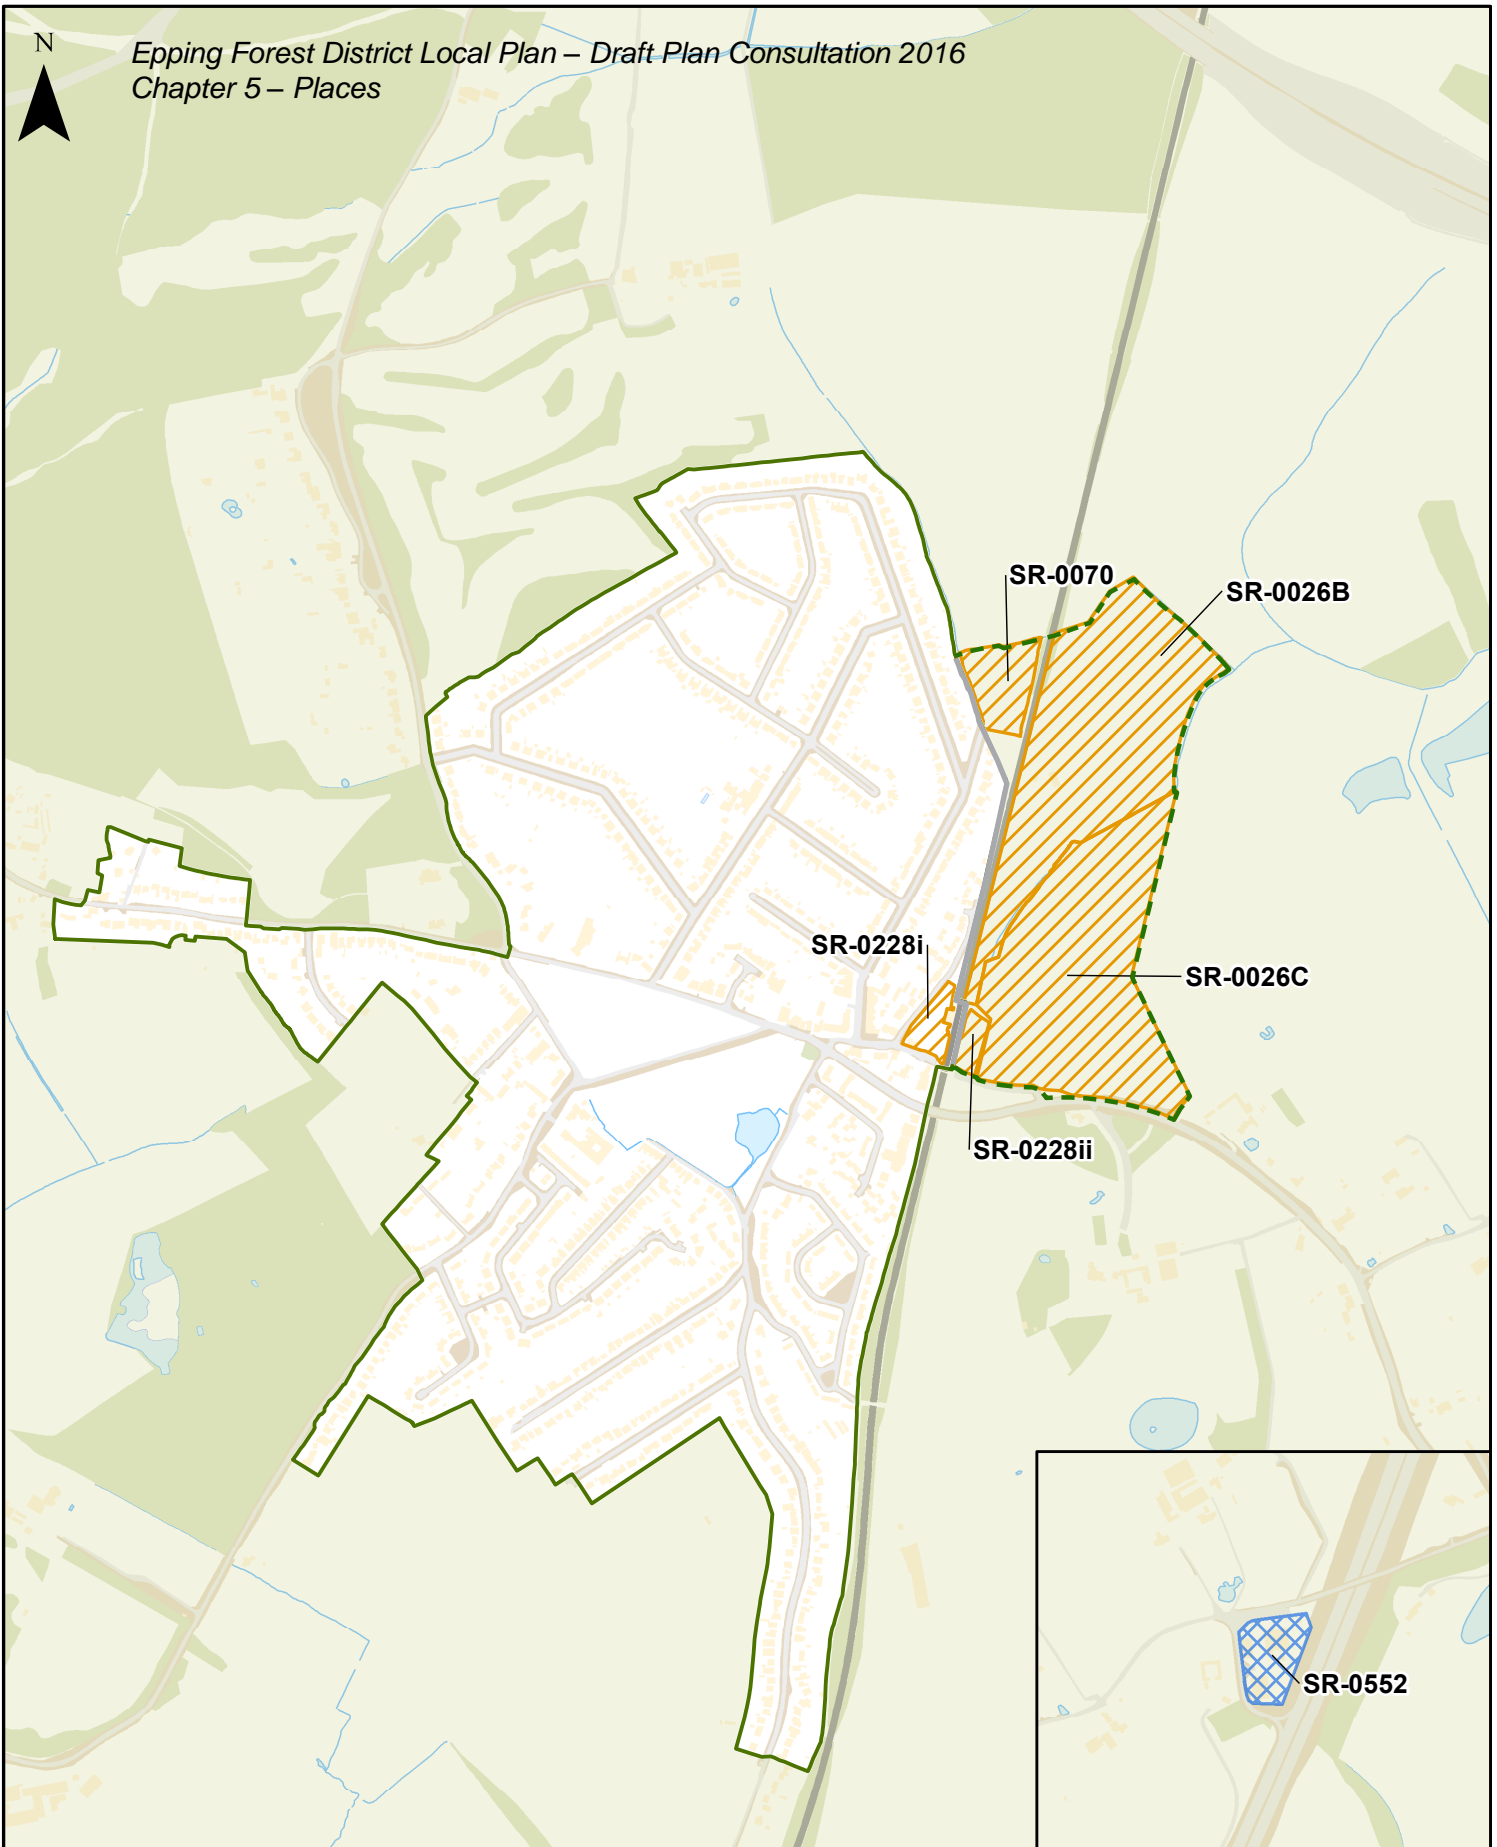 N
Epping Forest District Local Plan – Draft Plan Consultation 2016
Chapter 5 – Places
SR-0070
SR-0026B
SR-0228i
SR-0026C
SR-0228ii
SR-0552